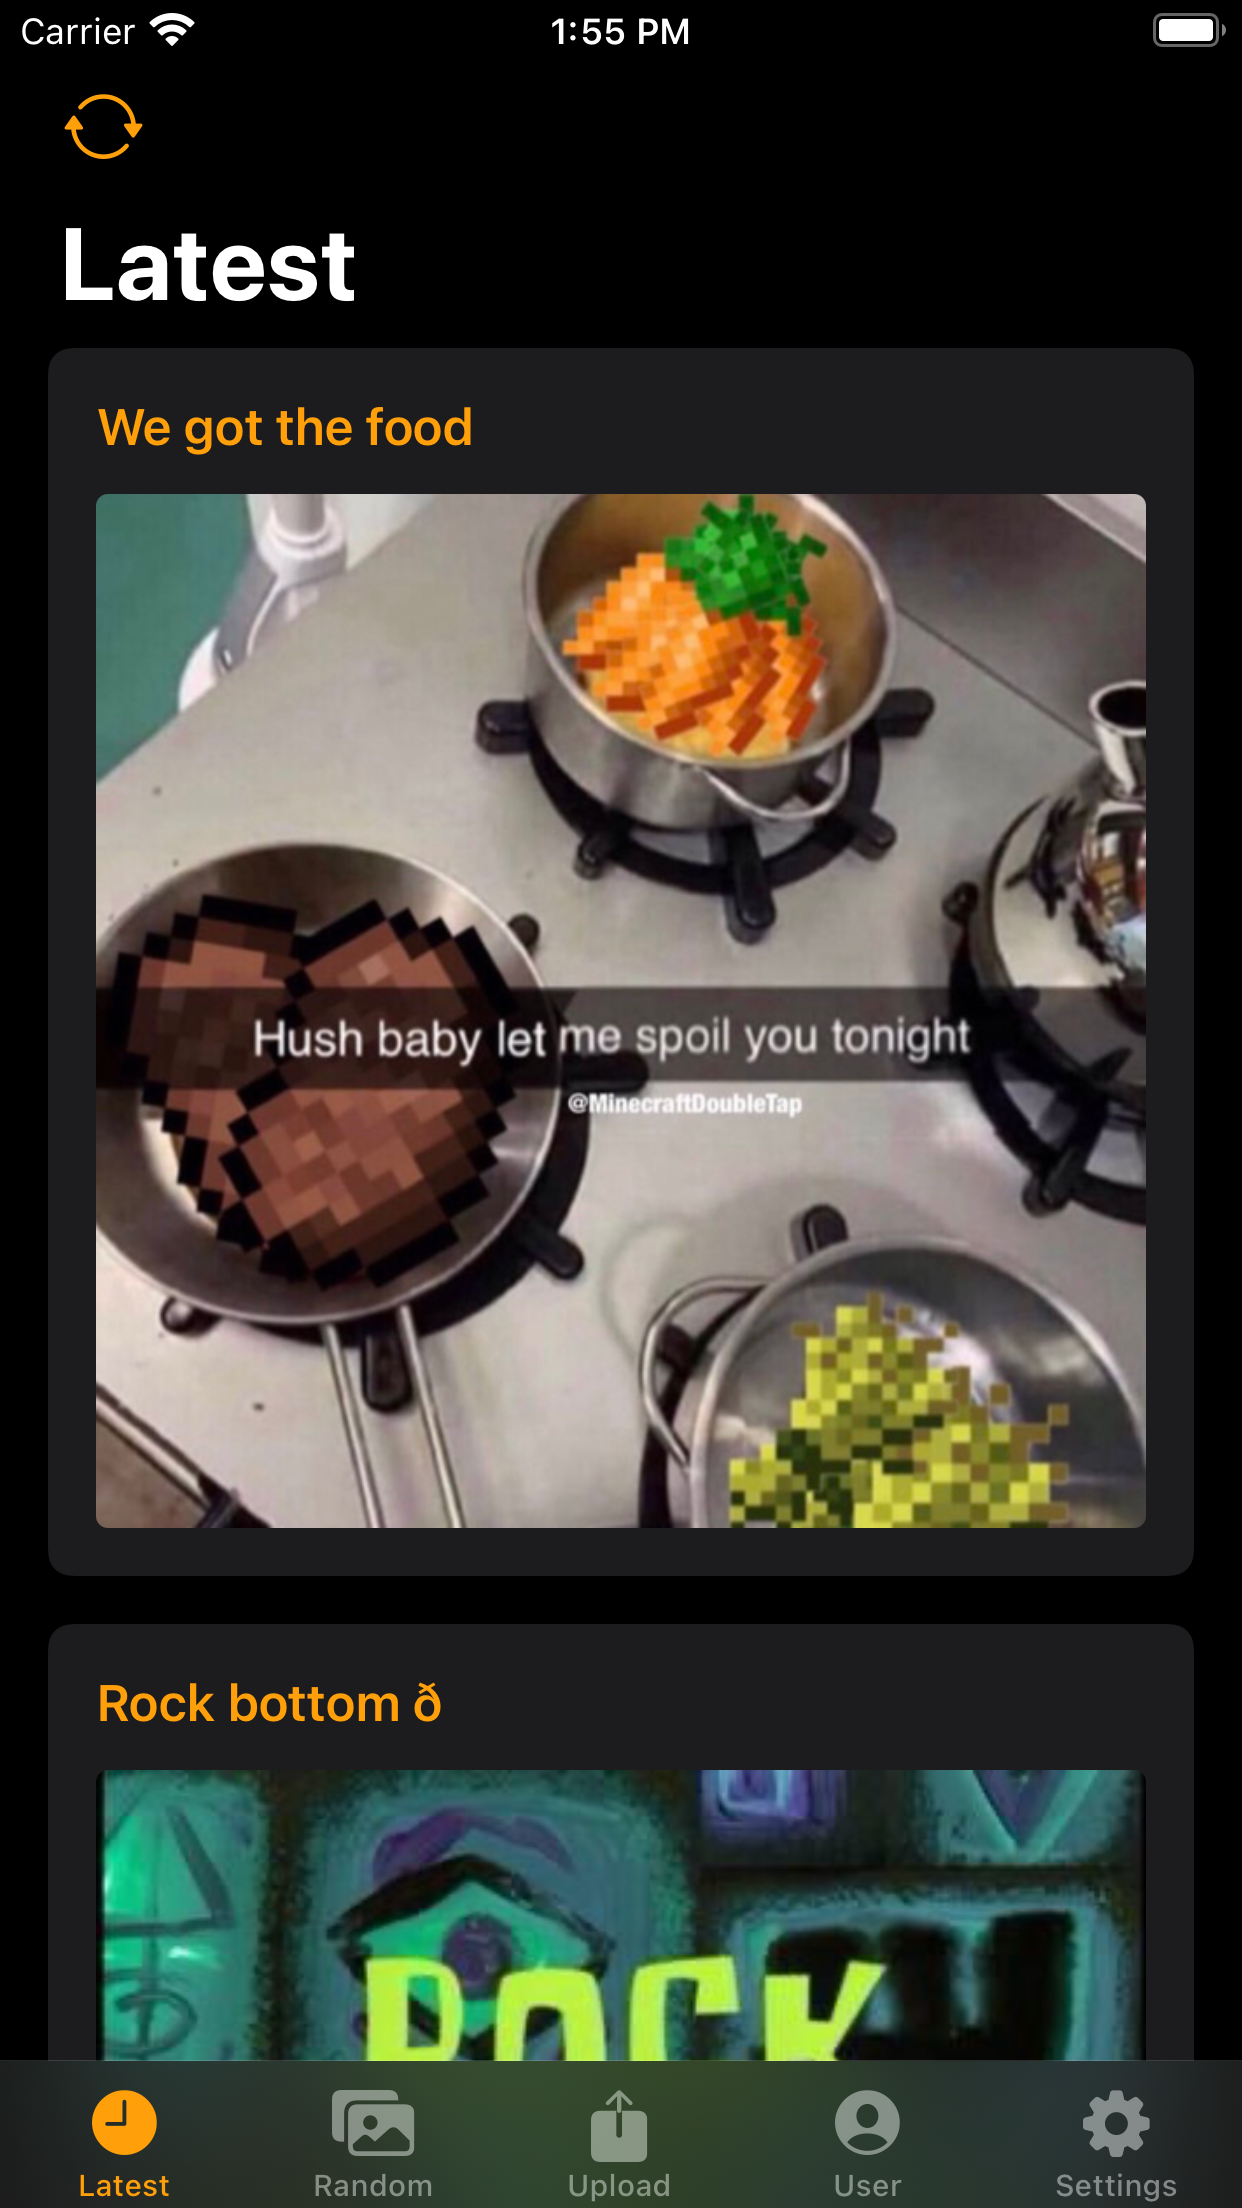 Carrier
1:55 PM
Latest
We got the food
Hush baby let me spoil you tonight
@MinecraftDoubleTap
Rock bottom ð
ROCK
Latest
Random
Upload
User
Settings